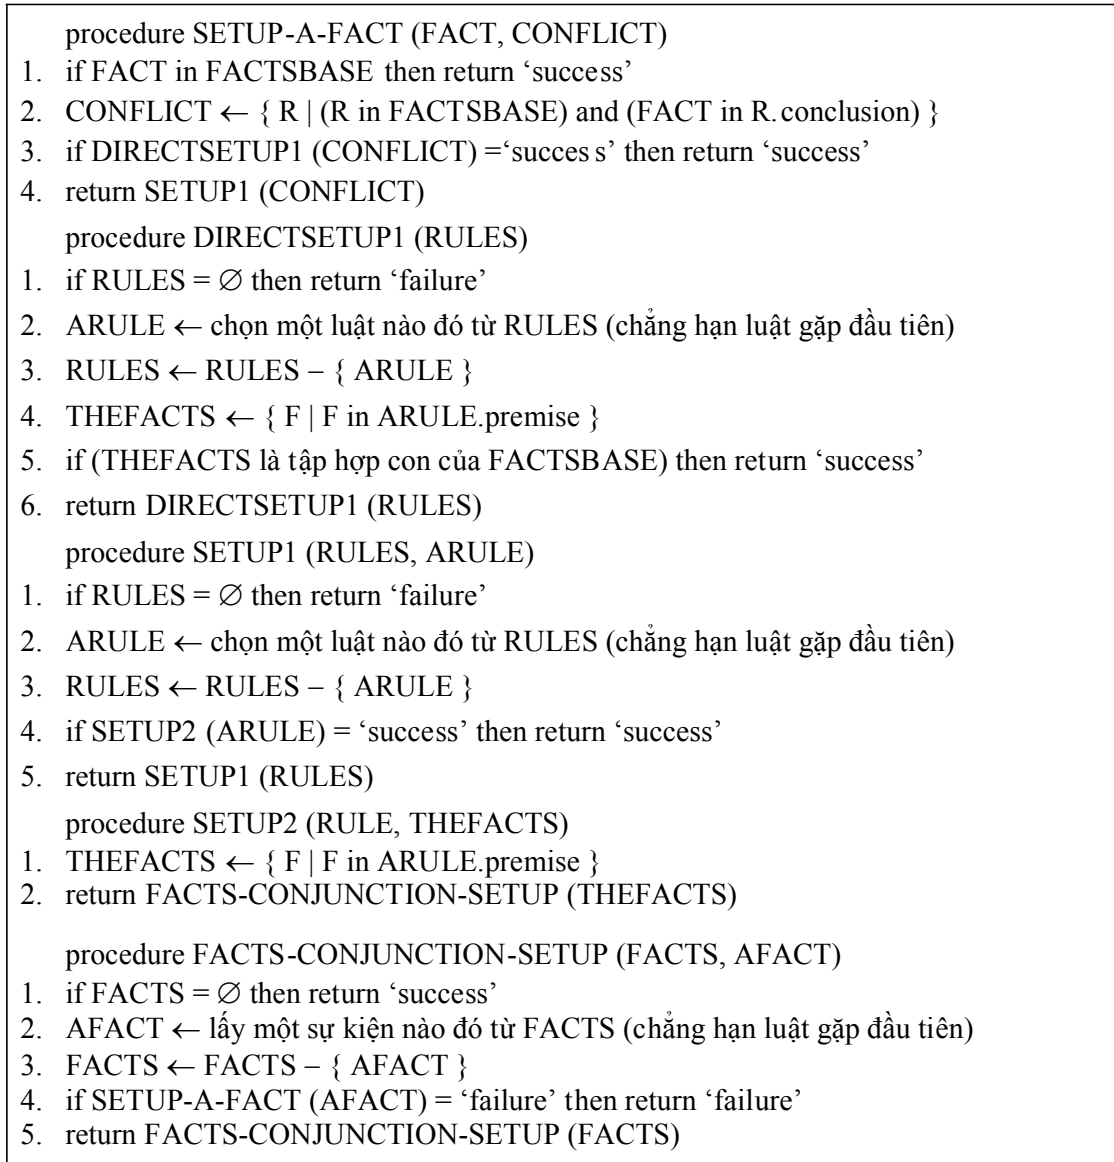 procedure SETUP-A-FACT (FACT, CONFLICT)
1. if FACT in FACTSBASE then return ‘success’
2. CONFLICT ← { R | (R in FACTSBASE) and (FACT in R.conclusion) }
3. if DIRECTSETUP1 (CONFLICT) =‘succes s’ then return ‘success’
4. return SETUP1 (CONFLICT)
procedure DIRECTSETUP1 (RULES)
1. if RULES = ∅ then return ‘failure’
2. ARULE ← chọn một luật nào đó từ RULES (chẳng hạn luật gặp đầu tiên)
3. RULES ← RULES − { ARULE }
4. THEFACTS ← { F | F in ARULE.premise }
5. if (THEFACTS là tập hợp con của FACTSBASE) then return ‘success’
6. return DIRECTSETUP1 (RULES)
procedure SETUP1 (RULES, ARULE)
1. if RULES = ∅ then return ‘failure’
2. ARULE ← chọn một luật nào đó từ RULES (chẳng hạn luật gặp đầu tiên)
3. RULES ← RULES − { ARULE }
4. if SETUP2 (ARULE) = ‘success’ then return ‘success’
5. return SETUP1 (RULES)
procedure SETUP2 (RULE, THEFACTS)
1. THEFACTS ← { F | F in ARULE.premise }
2. return FACTS-CONJUNCTION-SETUP (THEFACTS)
procedure FACTS-CONJUNCTION-SETUP (FACTS, AFACT)
1. if FACTS = ∅ then return ‘success’
2. AFACT ← lấy một sự kiện nào đó từ FACTS (chẳng hạn luật gặp đầu tiên)
3. FACTS ← FACTS − { AFACT }
4. if SETUP-A-FACT (AFACT) = ‘failure’ then return ‘failure’
5. return FACTS-CONJUNCTION-SETUP (FACTS)